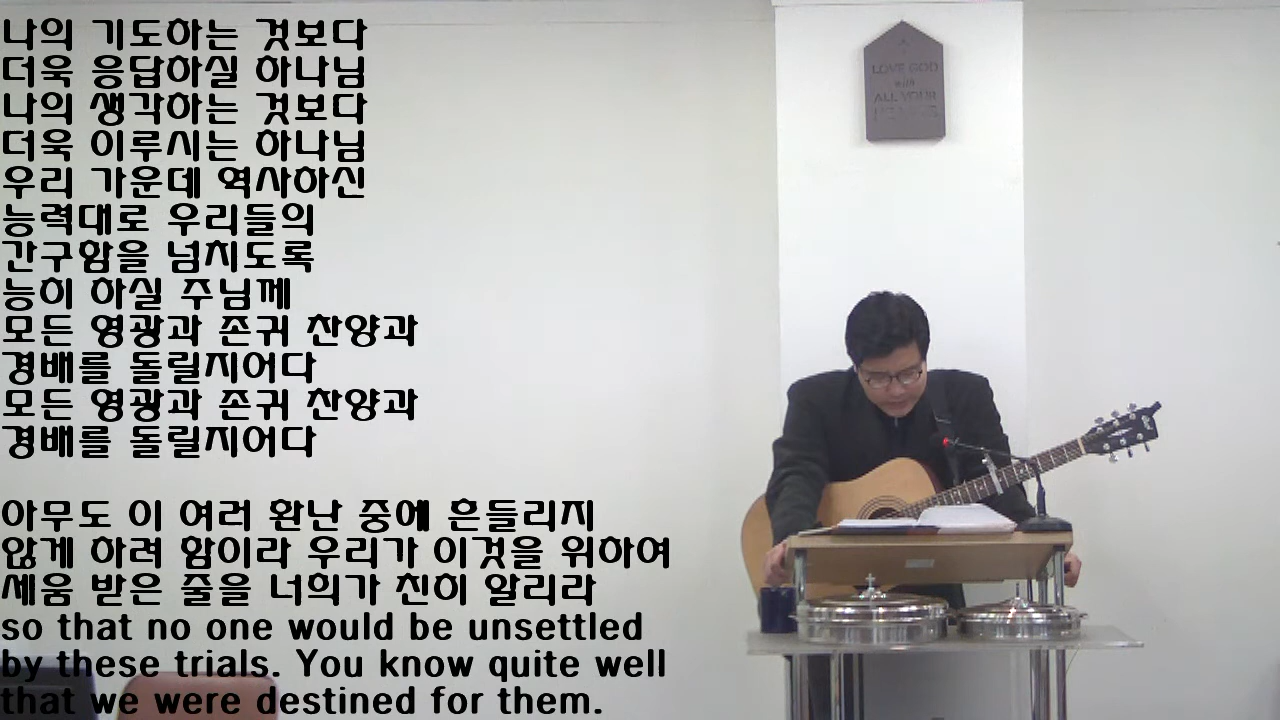 나의 기도하는 것보다
더욱 응답하실 하나님
나의 생각하는 것보다
더욱 이루시는 하나님
우리 가운데 역사하신
능력대로 우리들의
간구함을 넘치도록
능히 하실 주님께
모든 영광과 존귀 찬양과
경배를 돌릴지어다
모든 영광과 존귀 찬양과
경배를 돌릴지어다
아무도 이 여러 환난 중에 흔들리지
않게 하려 함이라 우리가 이것을 위하여
세움 받은 줄을 너희가 친히 알리라
so that no one would be unsettled
by these trials. You know quite well
that we were destined for them.
LOVE GOD
with
ALL YOUR